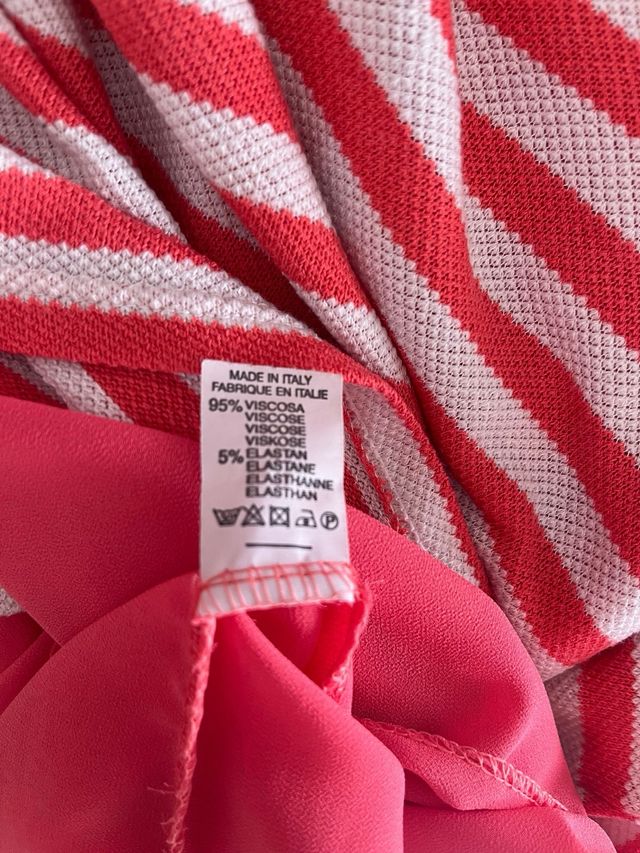 MADE IN ITALY
FABRIQUE EN ITALIE
95% VISCOSA
VISCOSE
VISCOSE
VISKOSE
5% ELASTAN
ELASTANE
ELASTHANNE
ELASTHAN
P